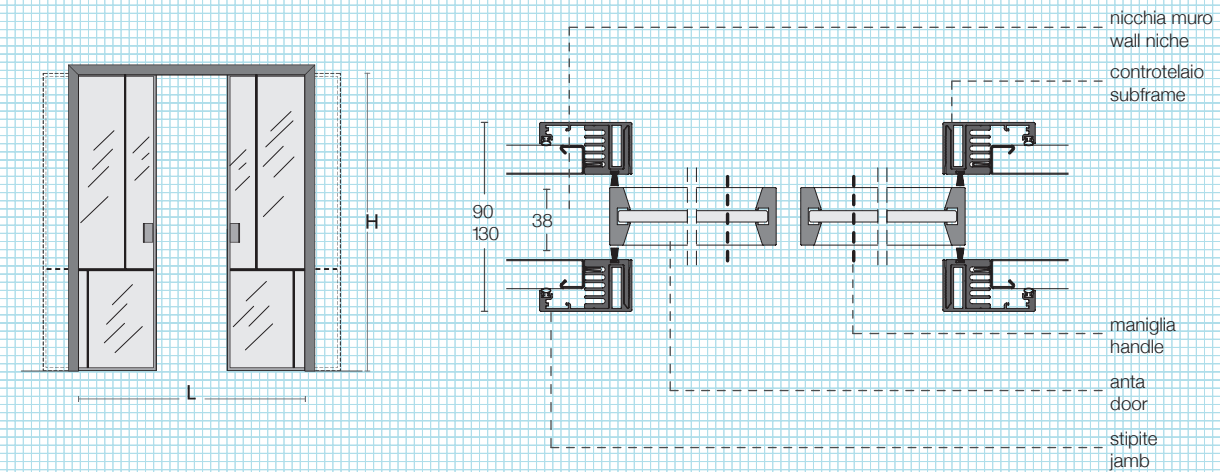 nicchia muro
wall niche
controtelaio
subframe
90
130
38
H
L
maniglia
handle
anta
door
stipite
jamb